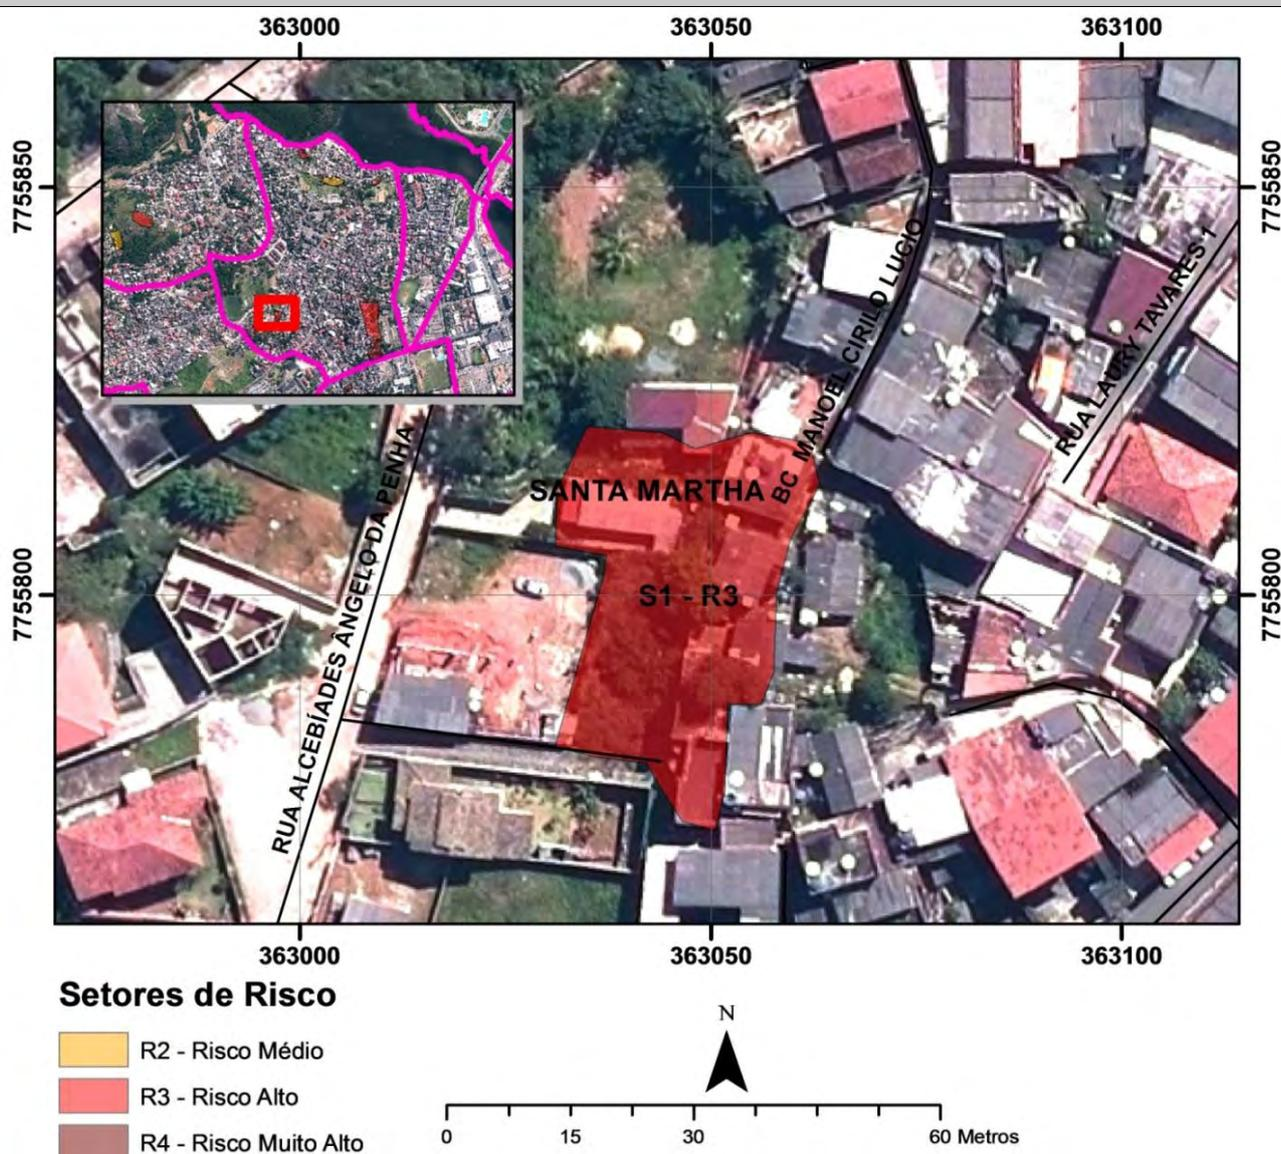 363000 363050 363100
7755850 7755850
BC MANOEL CIRILO LUCIO
RUA LAURY TAVARES 1
RUA ALCEBÍADES ÂNGELO DA PENHA
SANTA MARTHA
S1 - R3
7755800 7755800
363000 363050 363100
Setores de Risco
R2 - Risco Médio
R3 - Risco Alto
R4 - Risco Muito Alto
N
0 15 30 60 Metros